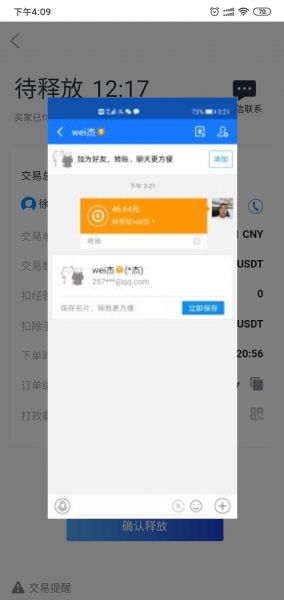 下午4:09
70
待释放 12:17
买家已付
信联系
73% 3:21
wei杰
加为好友，转账、聊天更方便
添加
交易总
下午 3:21
徐
46.64元
转账给wei杰
转账
交易单
CNY
交易数
USDT
wei杰 (*杰)
257***@qq.com
扣经验
0
保存名片，转账更方便
立即保存
扣除手
USDT
下单时
20:56
订单编
打款截
确认释放
交易提醒